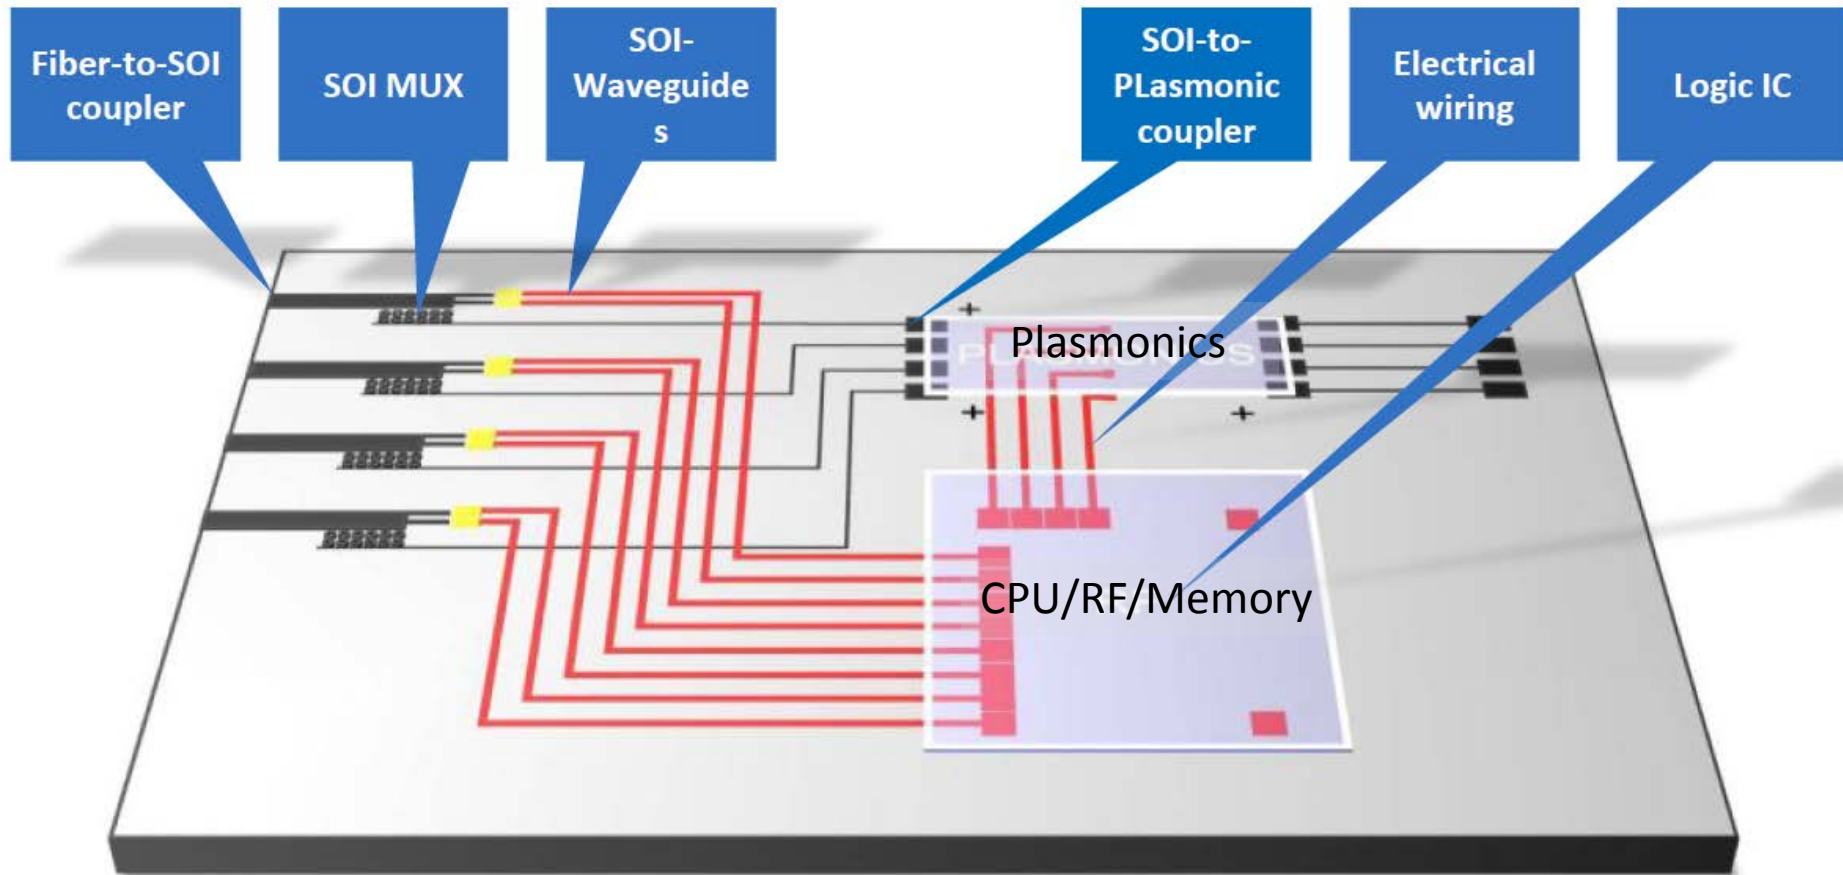 Fiber-to-SOI
coupler
SOI MUX
SOI-
Waveguide
s
SOI-to-
PLasmonic
coupler
Electrical
wiring
Logic IC
Plasmonics
PLASMONICS
CPU/RF/Memory